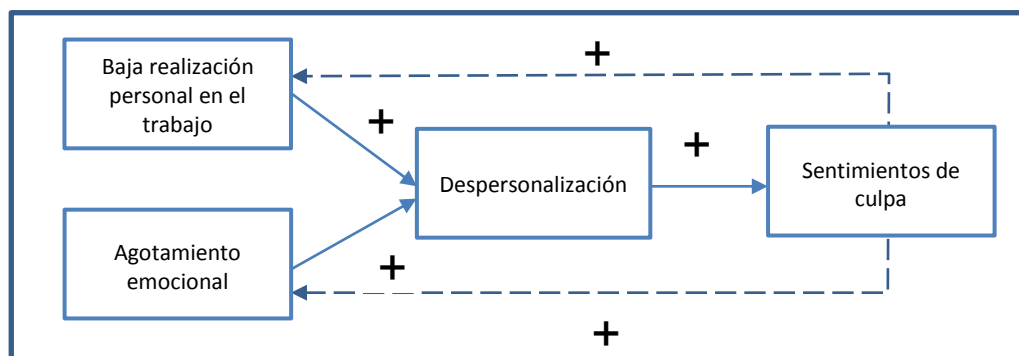 Baja realización
personal en el
trabajo
+
+
+
Despersonalización
Sentimientos de
culpa
Agotamiento
emocional
+
+